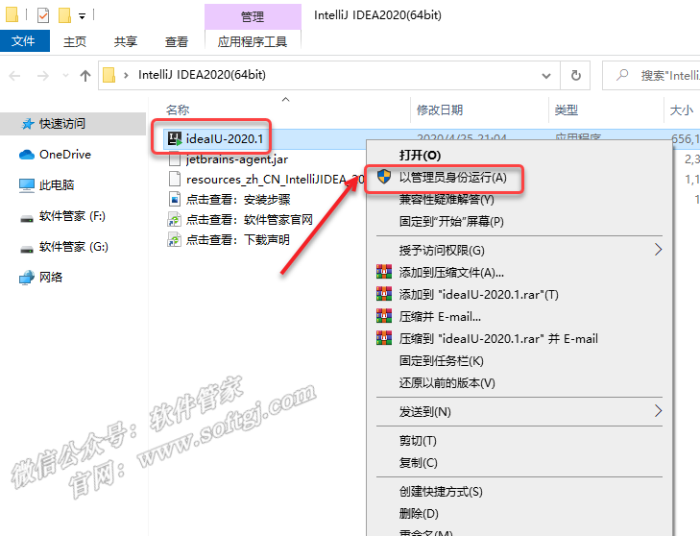 管理
IntelliJ IDEA2020(64bit)
文件
主页
共享
查看
应用程序工具
IntelliJ IDEA2020(64bit)
搜索"IntelliJ
名称
修改日期
类型
大小
快速访问
OneDrive
此电脑
软件管家 (F:)
软件管家 (G:)
网络
ideaIU-2020.1
2020/4/25 21:04
应用程序
656,1
jetbrains-agent.jar
2,3
resources_zh_CN_IntelliJIDEA_20
1,1
点击查看：安装步骤
点击查看：软件管家官网
点击查看：下载声明
打开(O)
以管理员身份运行(A)
兼容性疑难解答(Y)
固定到"开始"屏幕(P)
授予访问权限(G)
添加到压缩文件(A)...
添加到 "ideaIU-2020.1.rar"(T)
压缩并 E-mail...
压缩到 "ideaIU-2020.1.rar" 并 E-mail
固定到任务栏(K)
还原以前的版本(V)
发送到(N)
剪切(T)
复制(C)
创建快捷方式(S)
删除(D)
重命名(M)
微信公众号：软件管家
官网：www.softgj.com